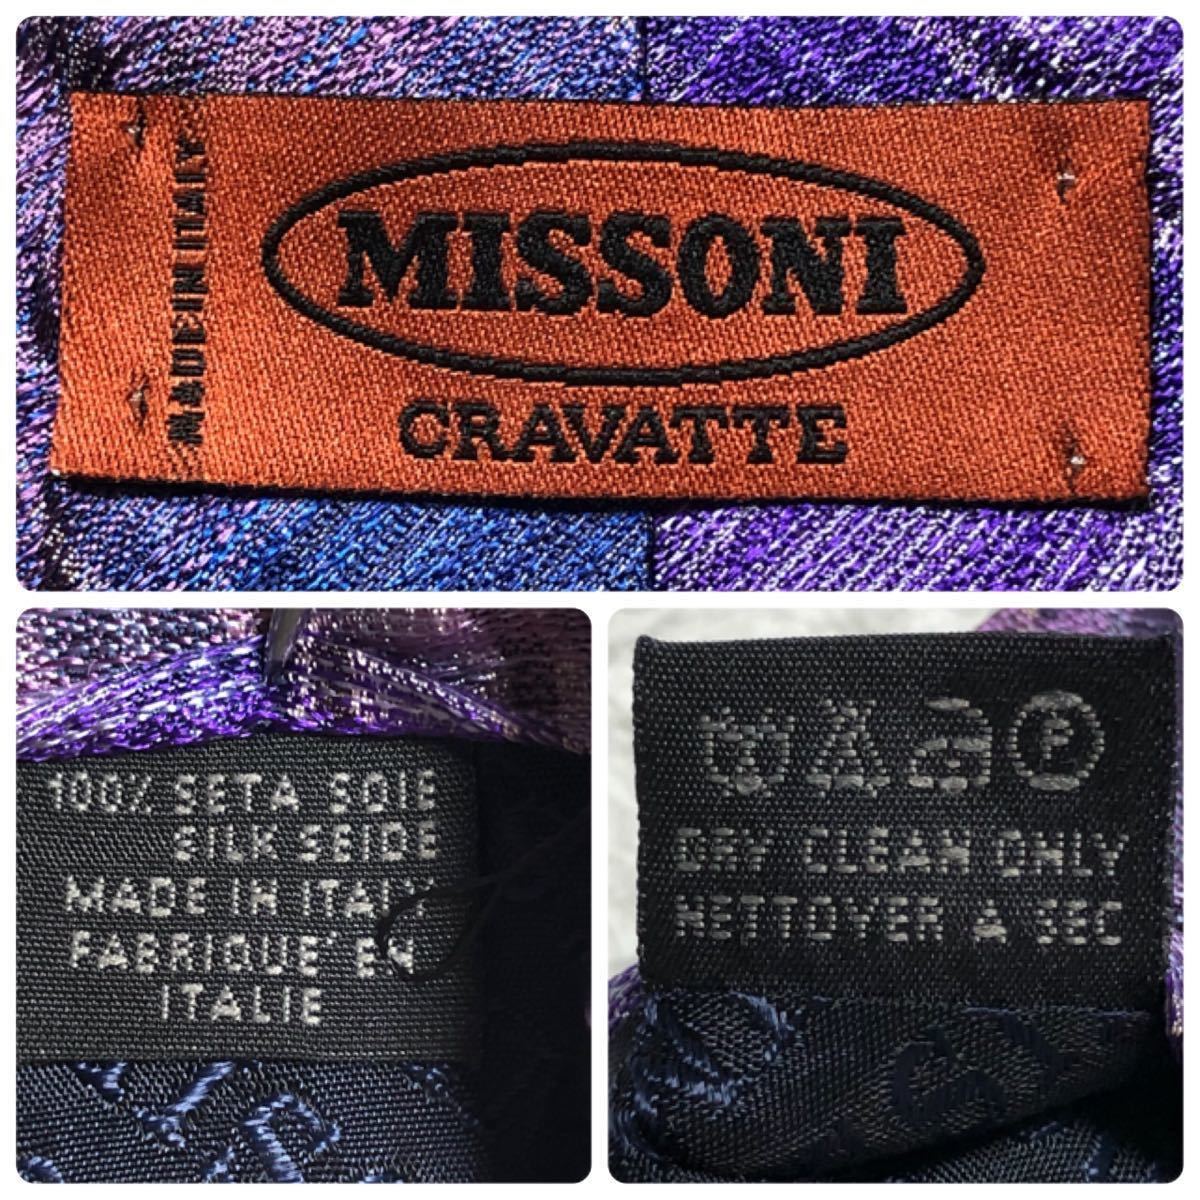 MADE IN ITALY
MISSONI
CRAVATTE
100% SETA SOIE
SILK SEIDE
MADE IN ITALY
FABRIQUE' EN
ITALIE
P
DRY CLEAN ONLY
NETTOYER A SEC